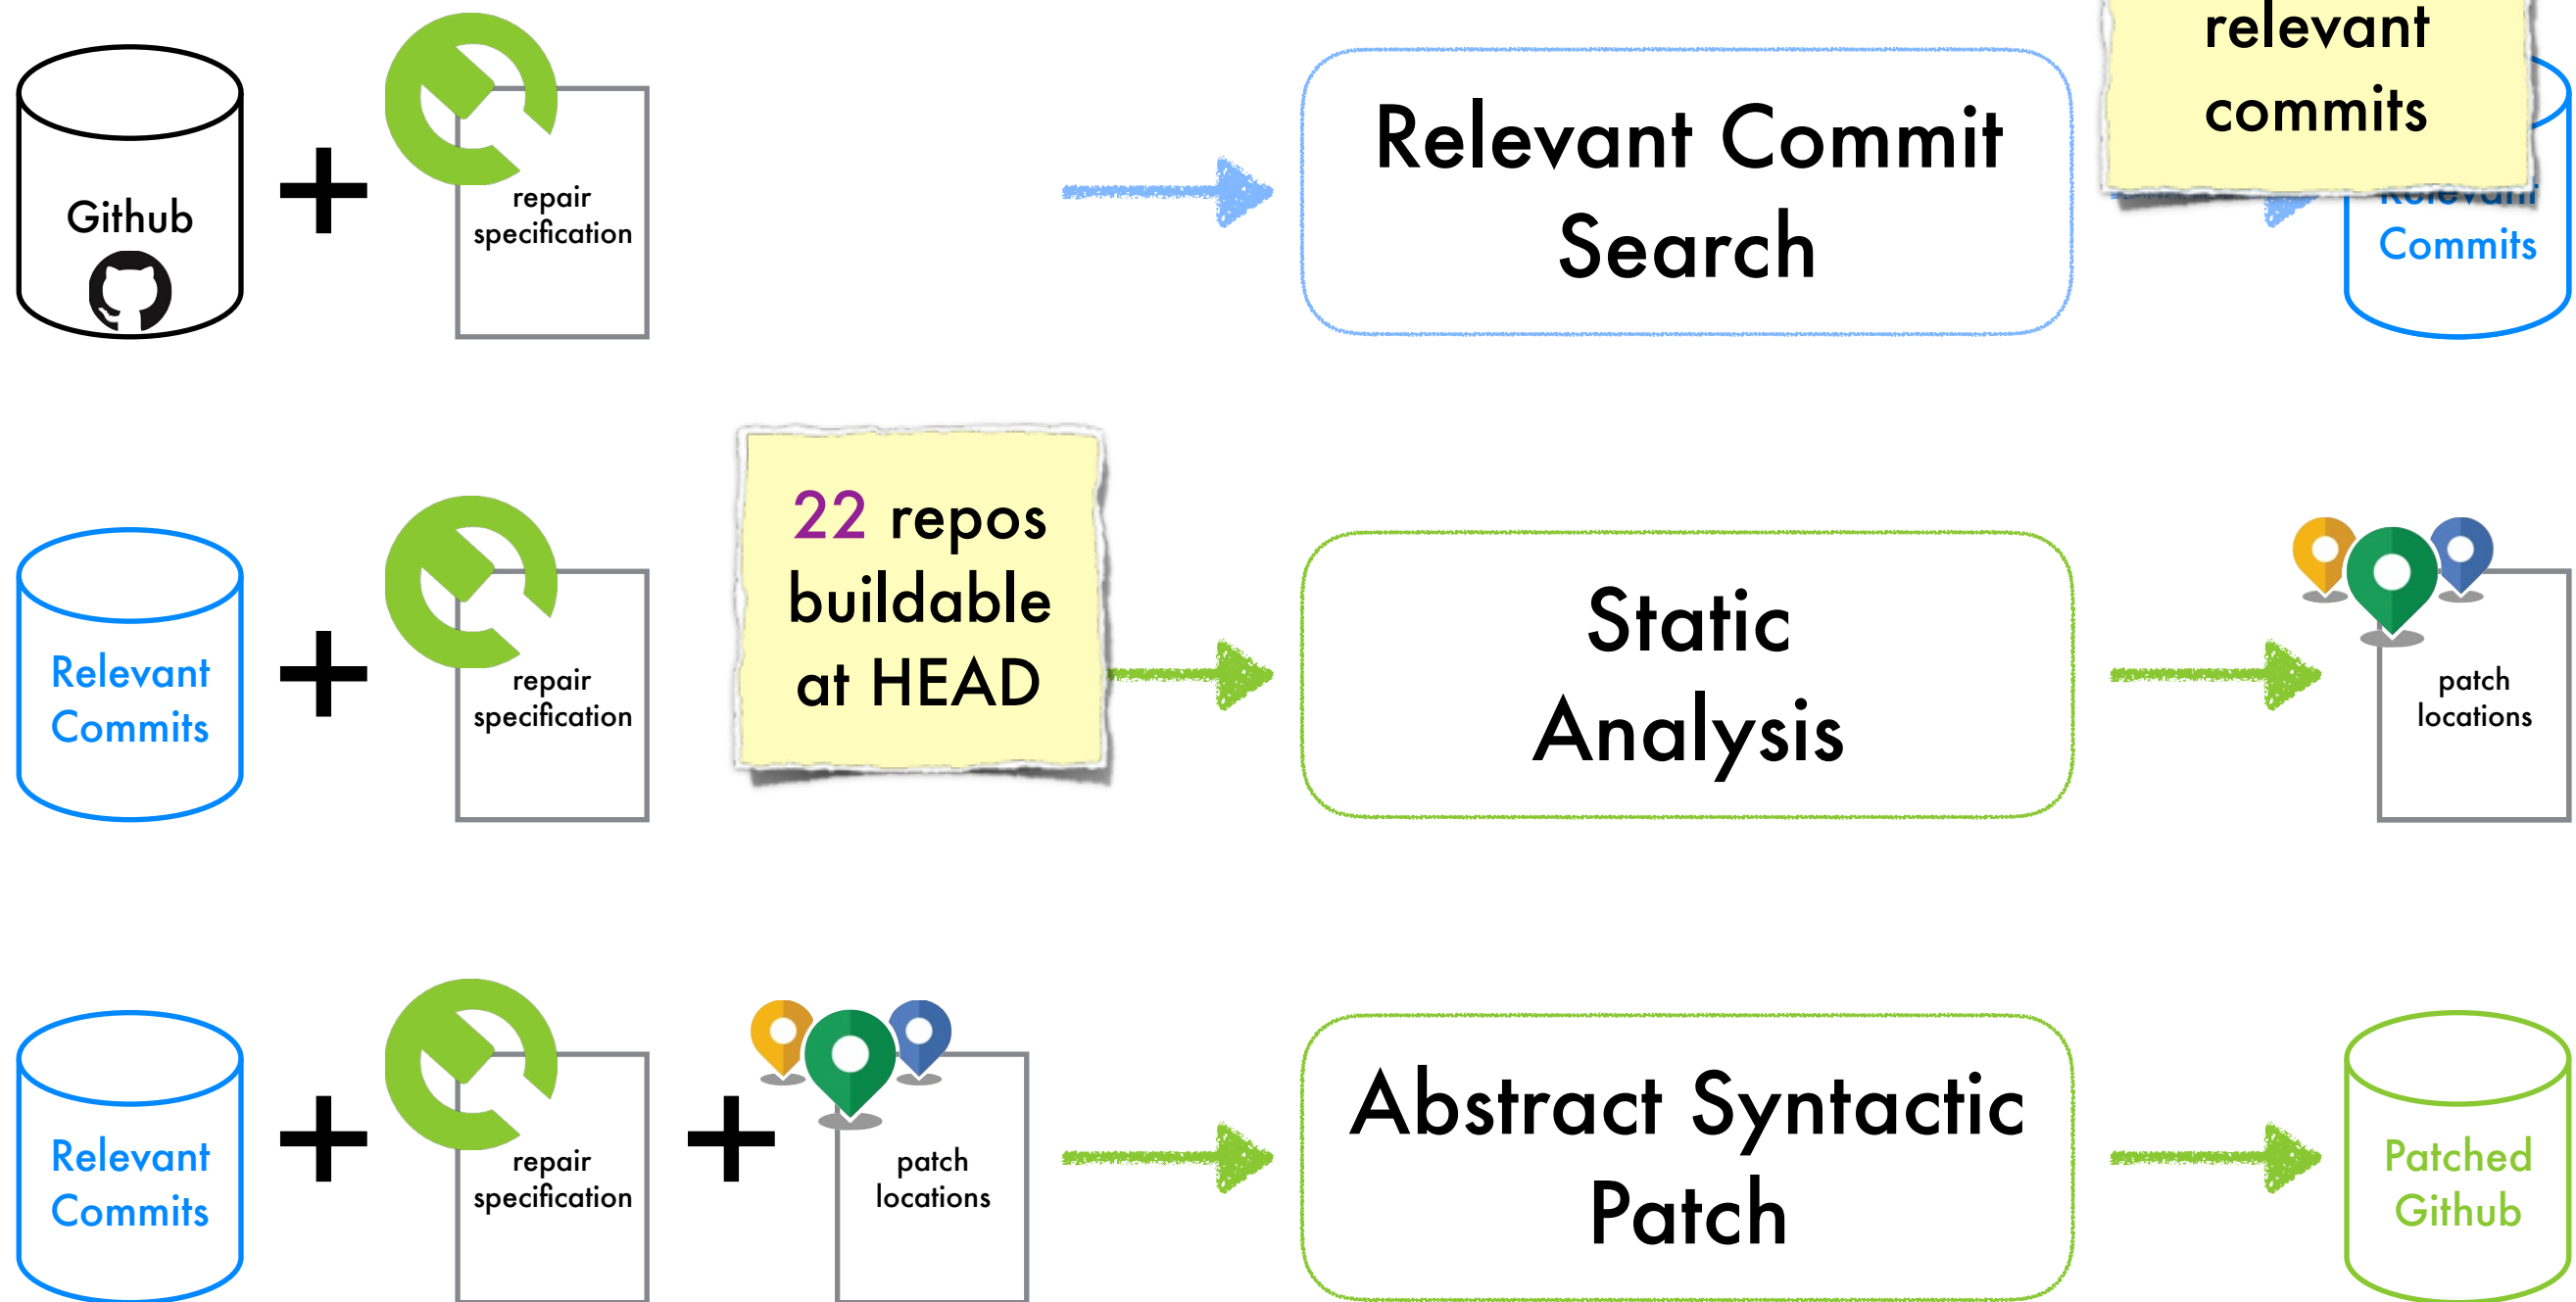 Github
repair
specification
Relevant Commit
Search
relevant
commits
Relevant
Commits
Relevant
Commits
repair
specification
22 repos
buildable
at HEAD
Static
Analysis
patch
locations
Relevant
Commits
repair
specification
patch
locations
Abstract Syntactic
Patch
Patched
Github